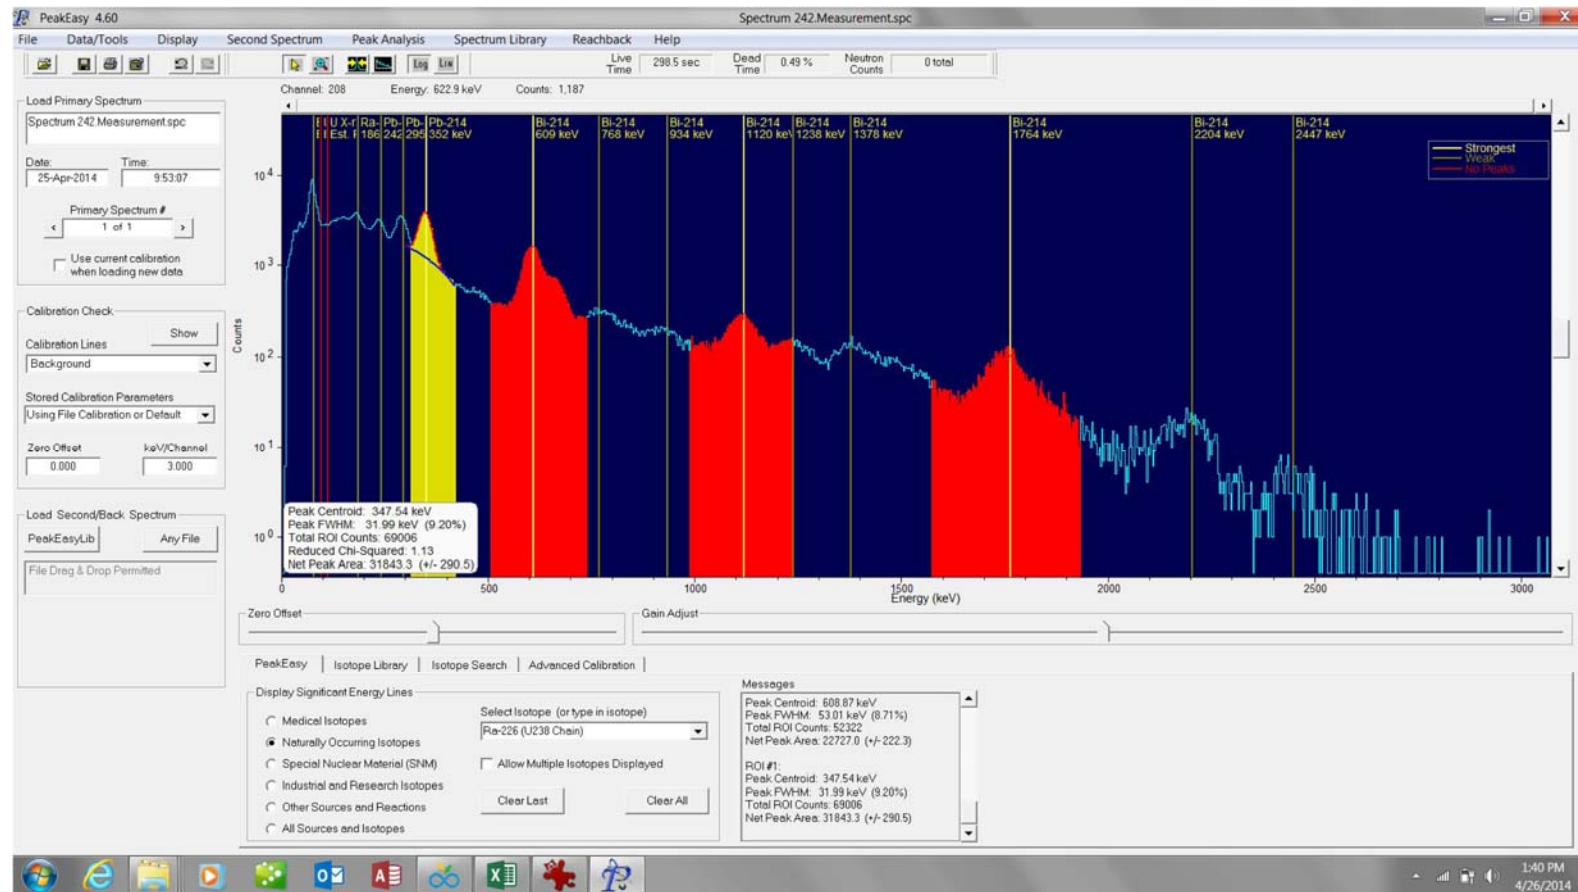 PeakEasy 4.60
Spectrum 242.Measurement.spc
File Data/Tools Display Second Spectrum Peak Analysis Spectrum Library Reachback Help
Log LIN
Live Time 298.5 sec Dead Time 0.49 % Neutron Counts 0 total
Channel: 208 Energy: 622.9 keV Counts: 1,187
Load Primary Spectrum
Spectrum 242.Measurement.spc
Date: Time:
25-Apr-2014 9:53:07
Primary Spectrum #
< 1 of 1 >
Use current calibration
when loading new data
Calibration Check
Show
Calibration Lines
Background
Stored Calibration Parameters
Using File Calibration or Default
Zero Offset keV/Channel
0.000 3.000
Load Second/Back Spectrum
PeakEasyLib Any File
File Drag & Drop Permitted
U X-r Ra- Pb- Pb- Pb-214 Bi-214 Bi-214 Bi-214 Bi-214 Bi-214 Bi-214 Bi-214 Bi-214 Bi-214
Est. F 186 242 295 352 keV 609 keV 768 keV 934 keV 1120 keV 1238 keV 1378 keV 1764 keV 2204 keV 2447 keV
Strongest
Weak
No Peaks
Counts
10^4
10^3
10^2
10^1
10^0
Peak Centroid: 347.54 keV
Peak FWHM: 31.99 keV (9.20%)
Total ROI Counts: 69006
Reduced Chi-Squared: 1.13
Net Peak Area: 31843.3 (+/- 290.5)
0 500 1000 1500 2000 2500 3000
Energy (keV)
Zero Offset Gain Adjust
PeakEasy Isotope Library Isotope Search Advanced Calibration
Display Significant Energy Lines
Medical Isotopes
Naturally Occurring Isotopes
Special Nuclear Material (SNM)
Industrial and Research Isotopes
Other Sources and Reactions
All Sources and Isotopes
Select Isotope (or type in isotope)
Ra-226 (U238 Chain)
Allow Multiple Isotopes Displayed
Clear Last Clear All
Messages
Peak Centroid: 608.87 keV
Peak FWHM: 53.01 keV (8.71%)
Total ROI Counts: 52322
Net Peak Area: 22727.0 (+/- 222.3)
ROI #1:
Peak Centroid: 347.54 keV
Peak FWHM: 31.99 keV (9.20%)
Total ROI Counts: 69006
Net Peak Area: 31843.3 (+/- 290.5)
1:40 PM
4/26/2014